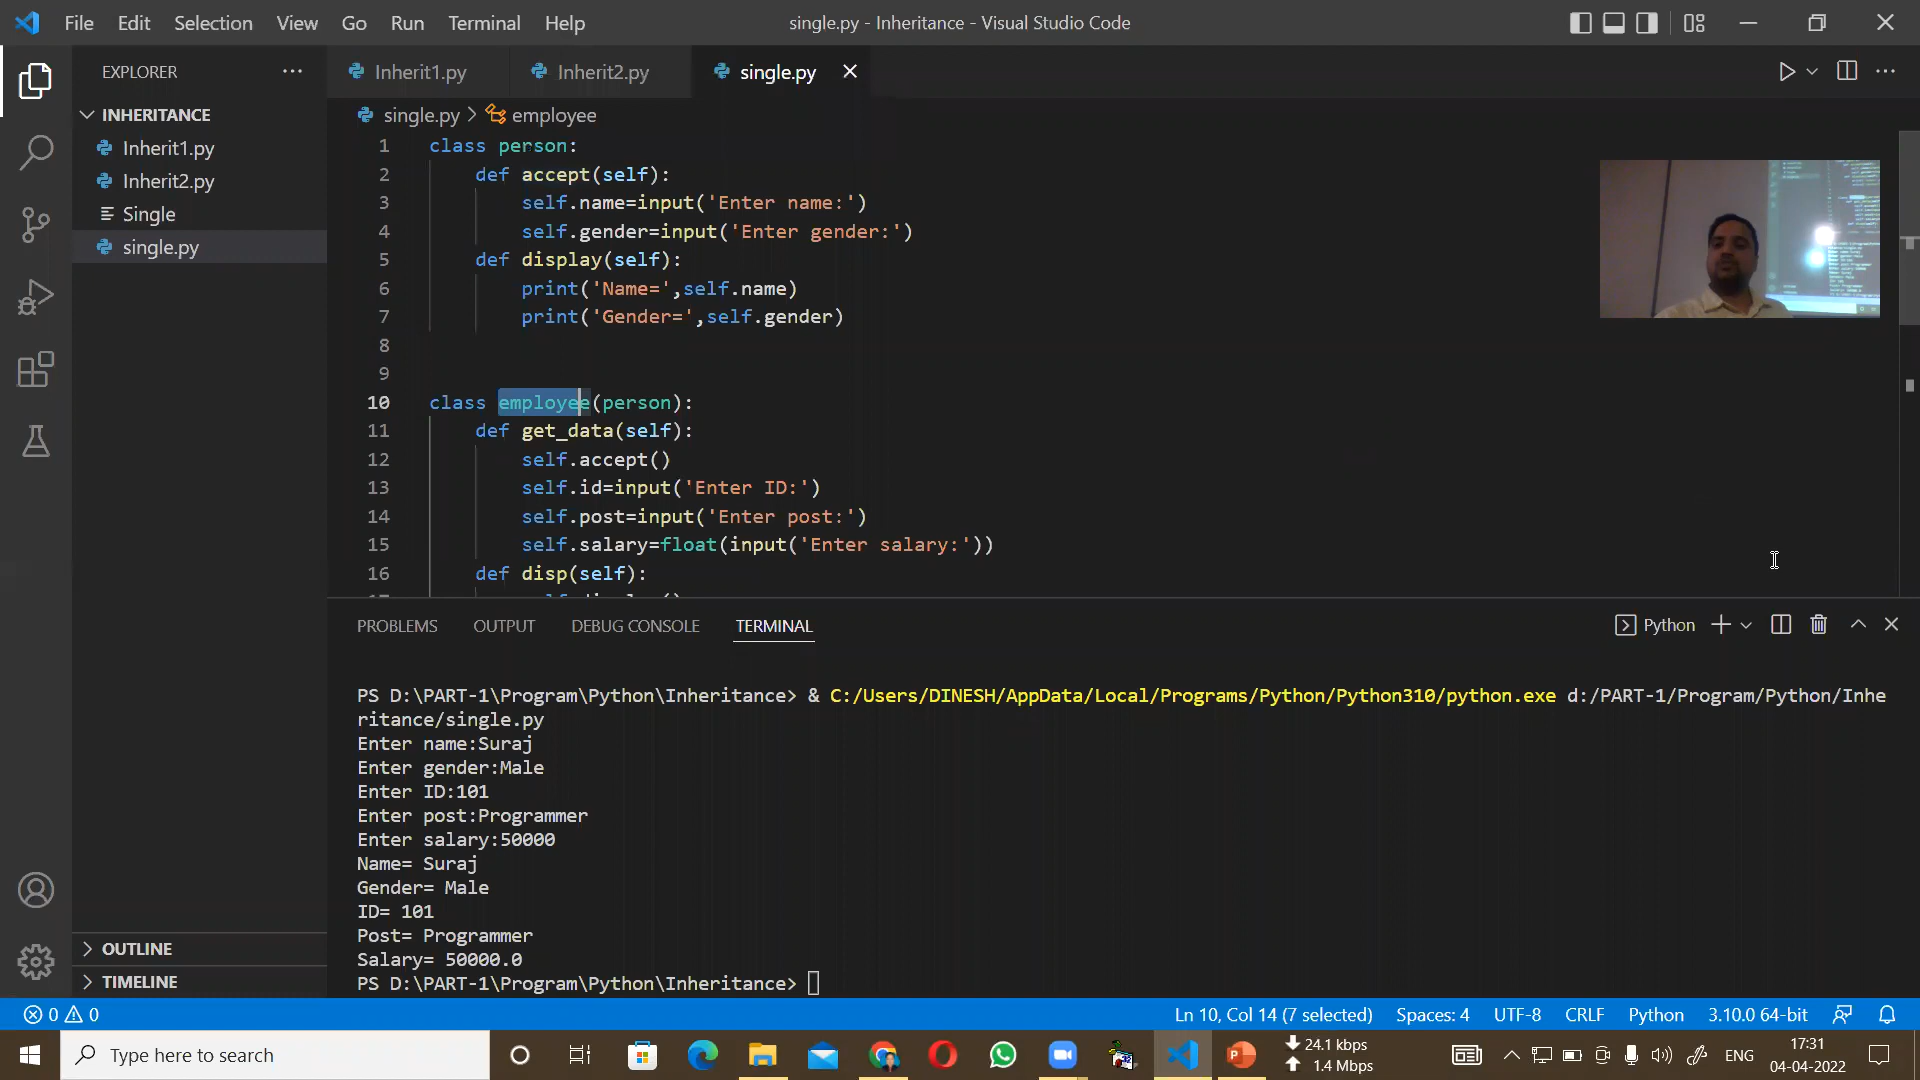 File Edit Selection View Go Run Terminal Help single.py - Inheritance - Visual Studio Code
EXPLORER
Inherit1.py Inherit2.py single.py
INHERITANCE
Inherit1.py
Inherit2.py
Single
single.py
single.py > employee
1 class person:
2 def accept(self):
3 self.name=input('Enter name:')
4 self.gender=input('Enter gender:')
5 def display(self):
6 print('Name=',self.name)
7 print('Gender=',self.gender)
8
9
10 class employee(person):
11 def get_data(self):
12 self.accept()
13 self.id=input('Enter ID:')
14 self.post=input('Enter post:')
15 self.salary=float(input('Enter salary:'))
16 def disp(self):
PROBLEMS OUTPUT DEBUG CONSOLE TERMINAL Python
PS D:\PART-1\Program\Python\Inheritance> & C:/Users/DINESH/AppData/Local/Programs/Python/Python310/python.exe d:/PART-1/Program/Python/Inhe
ritance/single.py
Enter name:Suraj
Enter gender:Male
Enter ID:101
Enter post:Programmer
Enter salary:50000
Name= Suraj
Gender= Male
ID= 101
Post= Programmer
Salary= 50000.0
PS D:\PART-1\Program\Python\Inheritance>
OUTLINE
TIMELINE
0 0 Ln 10, Col 14 (7 selected) Spaces: 4 UTF-8 CRLF Python 3.10.0 64-bit
Type here to search
24.1 kbps
1.4 Mbps
ENG
17:31
04-04-2022